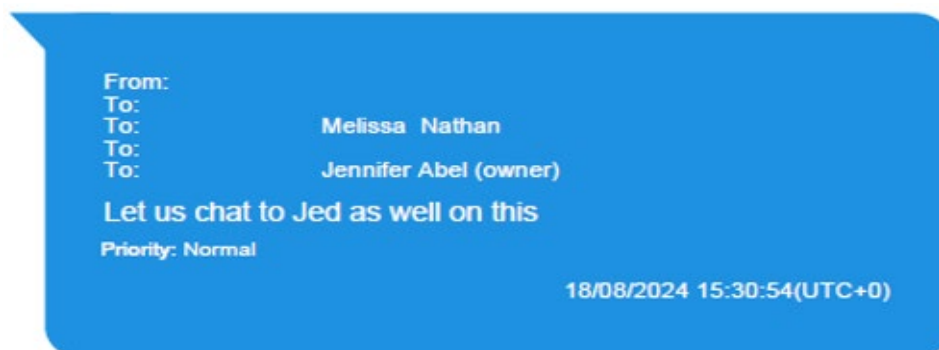 From:
To:
To: Melissa Nathan
To:
To: Jennifer Abel (owner)
Let us chat to Jed as well on this
Priority: Normal
18/08/2024 15:30:54(UTC+0)